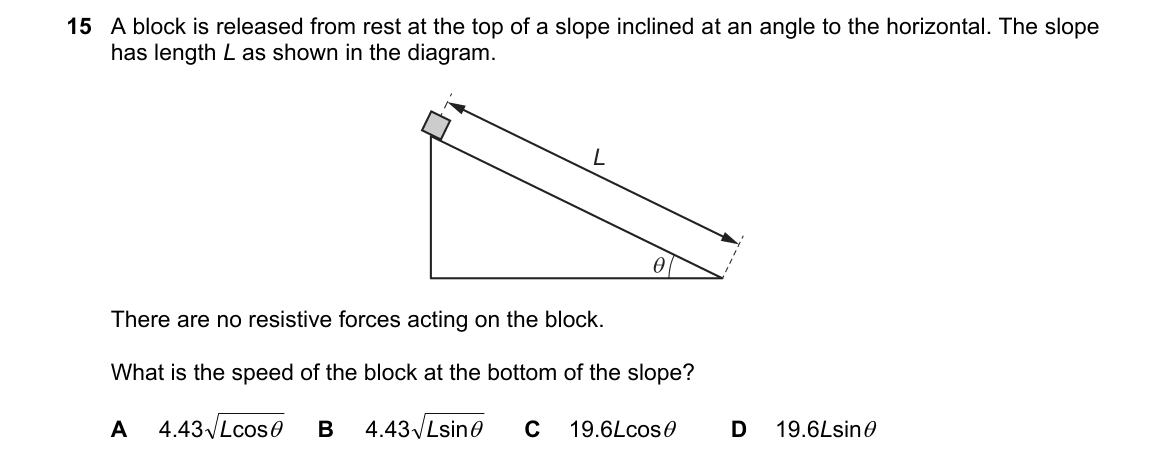 15 A block is released from rest at the top of a slope inclined at an angle to the horizontal. The slope
has length L as shown in the diagram.
L
θ
There are no resistive forces acting on the block.
What is the speed of the block at the bottom of the slope?
A 4.43√Lcosθ B 4.43√Lsinθ C 19.6Lcosθ D 19.6Lsinθ